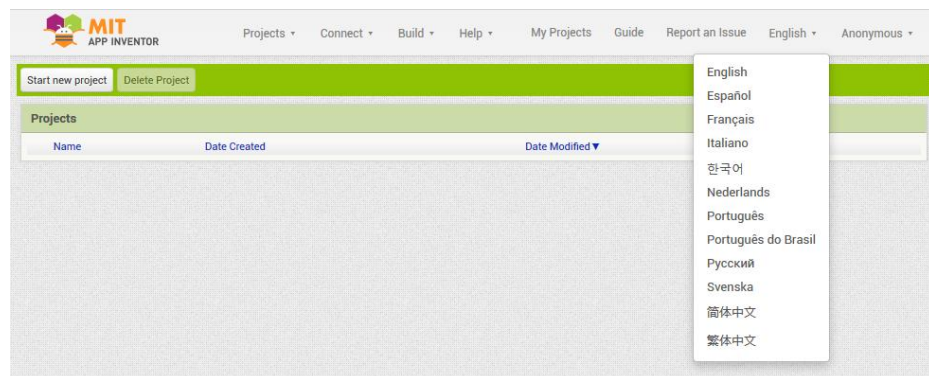 MIT
APP INVENTOR
Projects Connect Build Help My Projects Guide Report an Issue English Anonymous
Start new project Delete Project
Projects
Name Date Created Date Modified▼
English
Español
Français
Italiano
한국어
Nederlands
Português
Português do Brasil
Русский
Svenska
简体中文
繁体中文